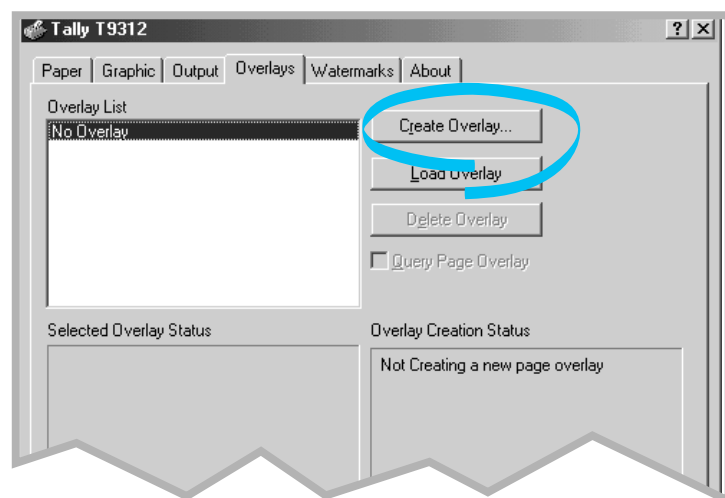 Tally T9312
Paper Graphic Output Overlays Watermarks About
Overlay List
No Overlay
Create Overlay...
Load Overlay
Delete Overlay
Query Page Overlay
Selected Overlay Status
Overlay Creation Status
Not Creating a new page overlay